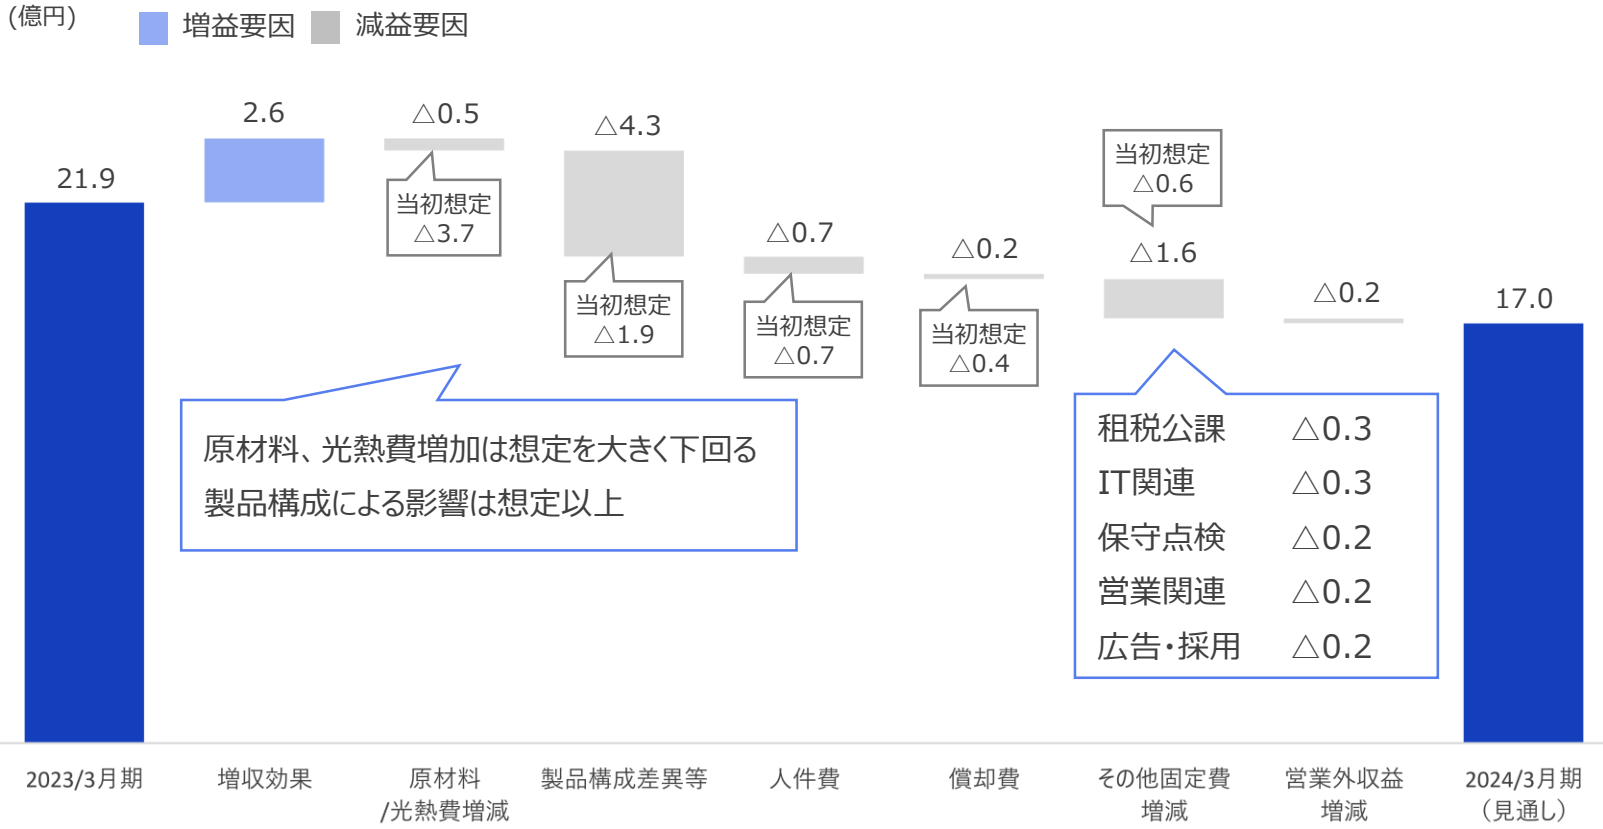 (億円)
増益要因
減益要因
21.9
2.6
△0.5
当初想定
△3.7
△4.3
当初想定
△1.9
△0.7
当初想定
△0.7
△0.2
当初想定
△0.4
当初想定
△0.6
△1.6
△0.2
17.0
原材料、光熱費増加は想定を大きく下回る
製品構成による影響は想定以上
租税公課 △0.3
IT関連 △0.3
保守点検 △0.2
営業関連 △0.2
広告・採用 △0.2
2023/3月期
増収効果
原材料
/光熱費増減
製品構成差異等
人件費
償却費
その他固定費
増減
営業外収益
増減
2024/3月期
（見通し）